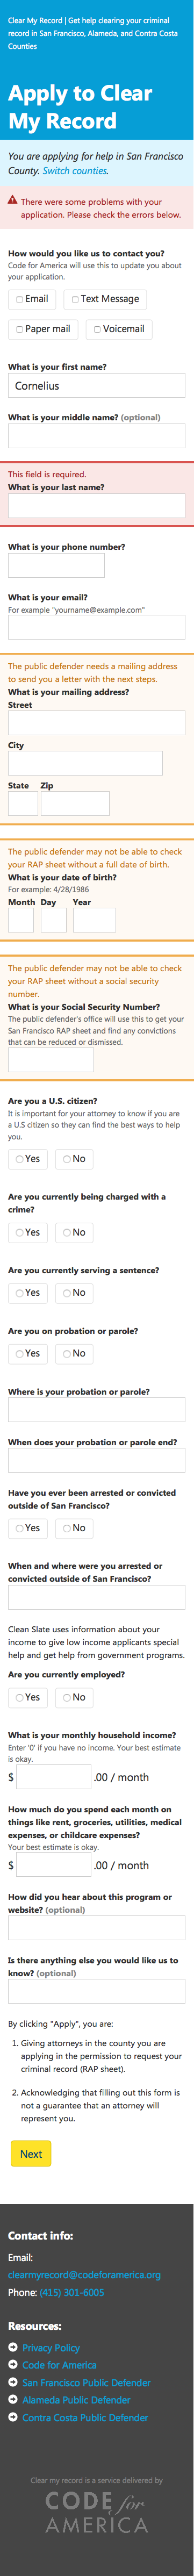 Clear My Record | Get help clearing your criminal
record in San Francisco, Alameda, and Contra Costa
Counties
Apply to Clear
My Record
You are applying for help in San Francisco
County. Switch counties.
There were some problems with your
application. Please check the errors below.
How would you like us to contact you?
Code for America will use this to update you about
your application.
Email Text Message
Paper mail Voicemail
What is your first name?
Cornelius
What is your middle name? (optional)
This field is required.
What is your last name?
What is your phone number?
What is your email?
For example "yourname@example.com"
The public defender needs a mailing address
to send you a letter with the next steps.
What is your mailing address?
Street
City
State Zip
The public defender may not be able to check
your RAP sheet without a full date of birth.
What is your date of birth?
For example: 4/28/1986
Month Day Year
The public defender may not be able to check
your RAP sheet without a social security
number.
What is your Social Security Number?
The public defender's office will use this to get your
San Francisco RAP sheet and find any convictions
that can be reduced or dismissed.
Are you a U.S. citizen?
It is important for your attorney to know if you are
a U.S citizen so they can find the best ways to help
you.
Yes No
Are you currently being charged with a
crime?
Yes No
Are you currently serving a sentence?
Yes No
Are you on probation or parole?
Yes No
Where is your probation or parole?
When does your probation or parole end?
Have you ever been arrested or convicted
outside of San Francisco?
Yes No
When and where were you arrested or
convicted outside of San Francisco?
Clean Slate uses information about your
income to give low income applicants special
help and get help from government programs.
Are you currently employed?
Yes No
What is your monthly household income?
Enter '0' if you have no income. Your best estimate
is okay.
$ .00 / month
How much do you spend each month on
things like rent, groceries, utilities, medical
expenses, or childcare expenses?
Your best estimate is okay.
$ .00 / month
How did you hear about this program or
website? (optional)
Is there anything else you would like us to
know? (optional)
By clicking "Apply", you are:
1. Giving attorneys in the county you are
applying in the permission to request your
criminal record (RAP sheet).
2. Acknowledging that filling out this form is
not a guarantee that an attorney will
represent you.
Next
Contact info:
Email:
clearmyrecord@codeforamerica.org
Phone: (415) 301-6005
Resources:
Privacy Policy
Code for America
San Francisco Public Defender
Alameda Public Defender
Contra Costa Public Defender
Clear my record is a service delivered by
CODE for
AMERICA